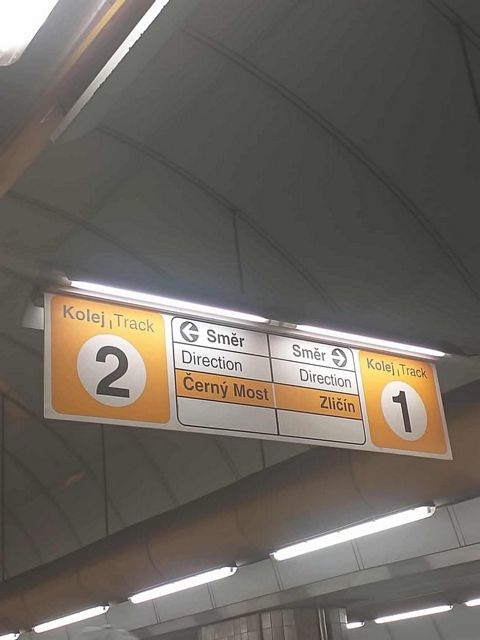 Kolej | Track
2
Směr
Direction
Černý Most
Směr
Direction
Zličín
Kolej | Track
1